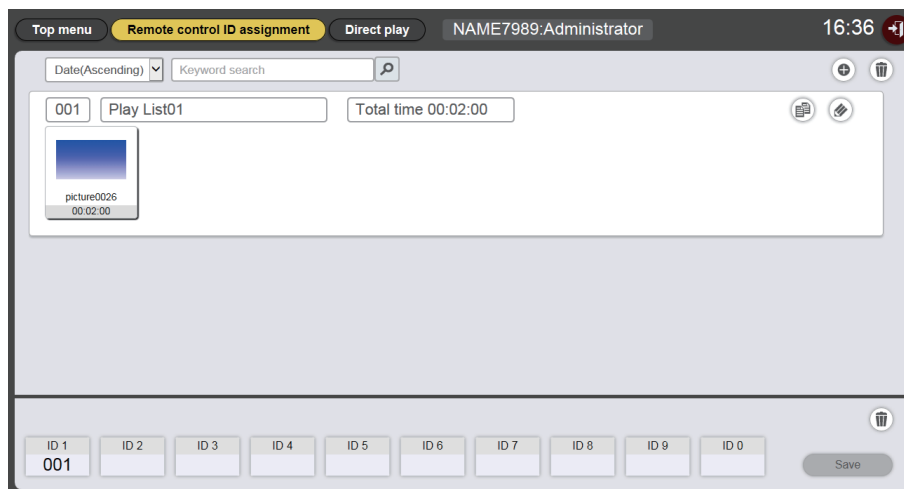 Top menu Remote control ID assignment Direct play NAME7989:Administrator 16:36
Date(Ascending) Keyword search
001 Play List01 Total time 00:02:00
picture0026
00:02:00
ID 1 ID 2 ID 3 ID 4 ID 5 ID 6 ID 7 ID 8 ID 9 ID 0
001 Save